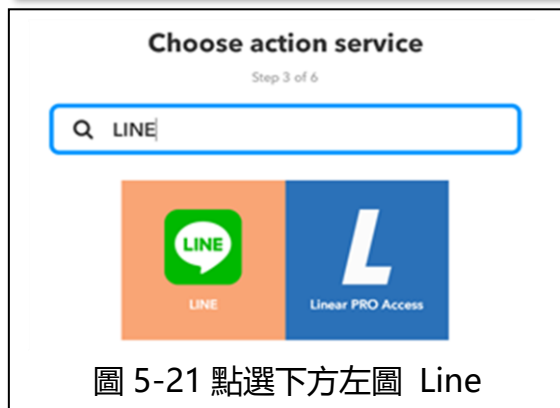 Choose action service
Step 3 of 6
LINE
LINE
LINE
Linear PRO Access
圖 5-21 點選下方左圖 Line